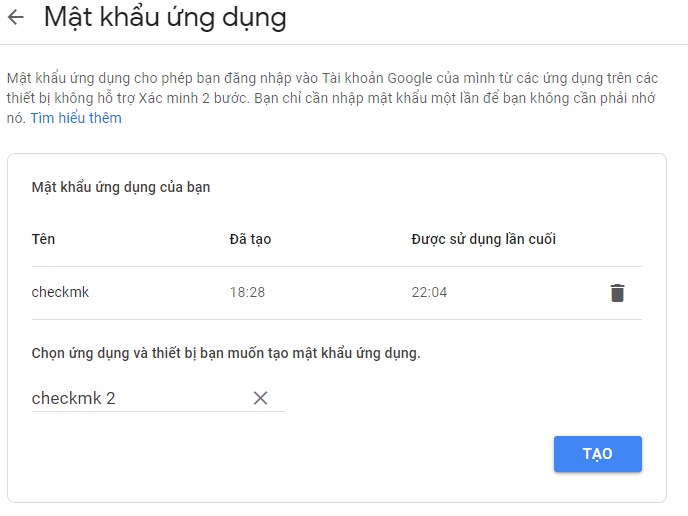 Mật khẩu ứng dụng
Mật khẩu ứng dụng cho phép bạn đăng nhập vào Tài khoản Google của mình từ các ứng dụng trên các
thiết bị không hỗ trợ Xác minh 2 bước. Bạn chỉ cần nhập mật khẩu một lần để bạn không cần phải nhớ
nó. Tìm hiểu thêm
Mật khẩu ứng dụng của bạn
Tên Đã tạo Được sử dụng lần cuối
checkmk 18:28 22:04
Chọn ứng dụng và thiết bị bạn muốn tạo mật khẩu ứng dụng.
checkmk 2
TẠO